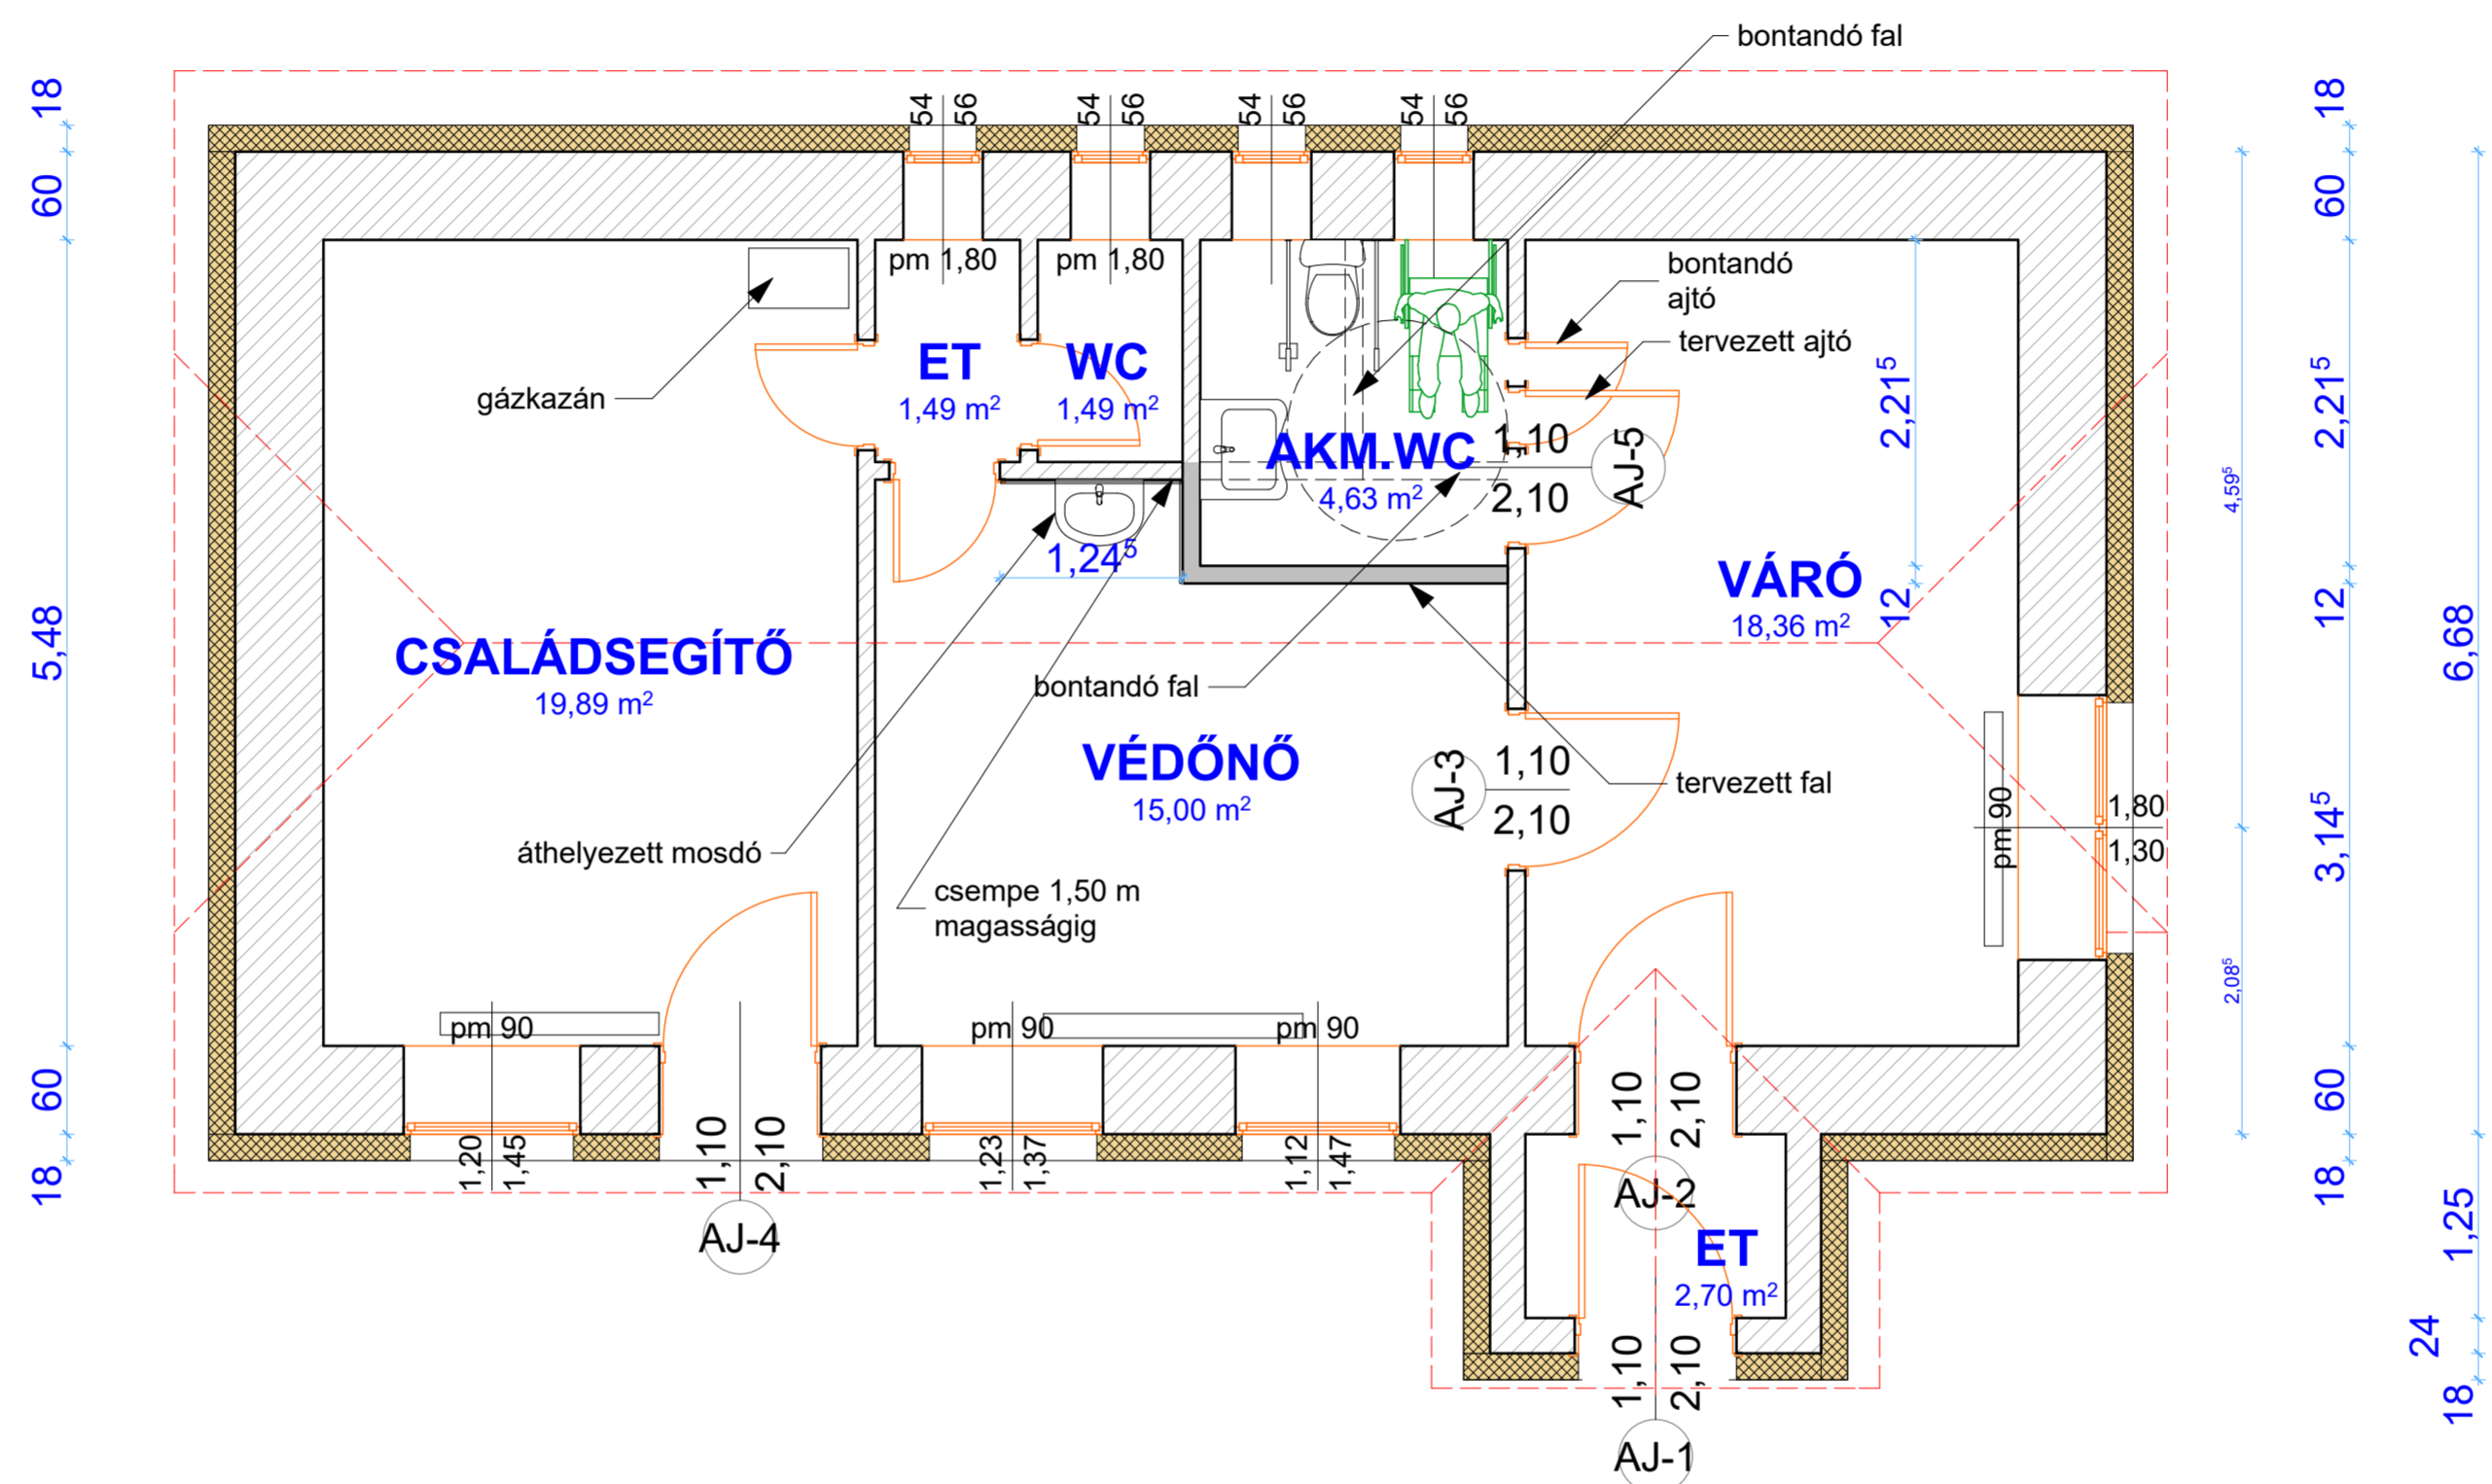 bontandó fal
18
54
56
54
56
54
56
54
56
18
60
60
pm 1,80
pm 1,80
bontandó
ajtó
tervezett ajtó
gázkazán
ET
1,49 m²
WC
1,49 m²
AKM.WC
4,63 m²
1,10
2,10
AJ-5
2,21⁵
2,21⁵
4,59⁵
1,24⁵
VÁRÓ
18,36 m²
12
12
5,48
6,68
CSALÁDSEGÍTŐ
19,89 m²
bontandó fal
VÉDŐNŐ
15,00 m²
AJ-3
1,10
2,10
tervezett fal
pm 90
1,80
1,30
3,14⁵
áthelyezett mosdó
csempe 1,50 m
magasságig
2,08⁵
pm 90
pm 90
pm 90
60
60
1,20
1,45
1,10
2,10
1,23
1,37
1,12
1,47
1,10
2,10
18
18
AJ-4
AJ-2
ET
2,70 m²
1,25
24
1,10
2,10
18
AJ-1